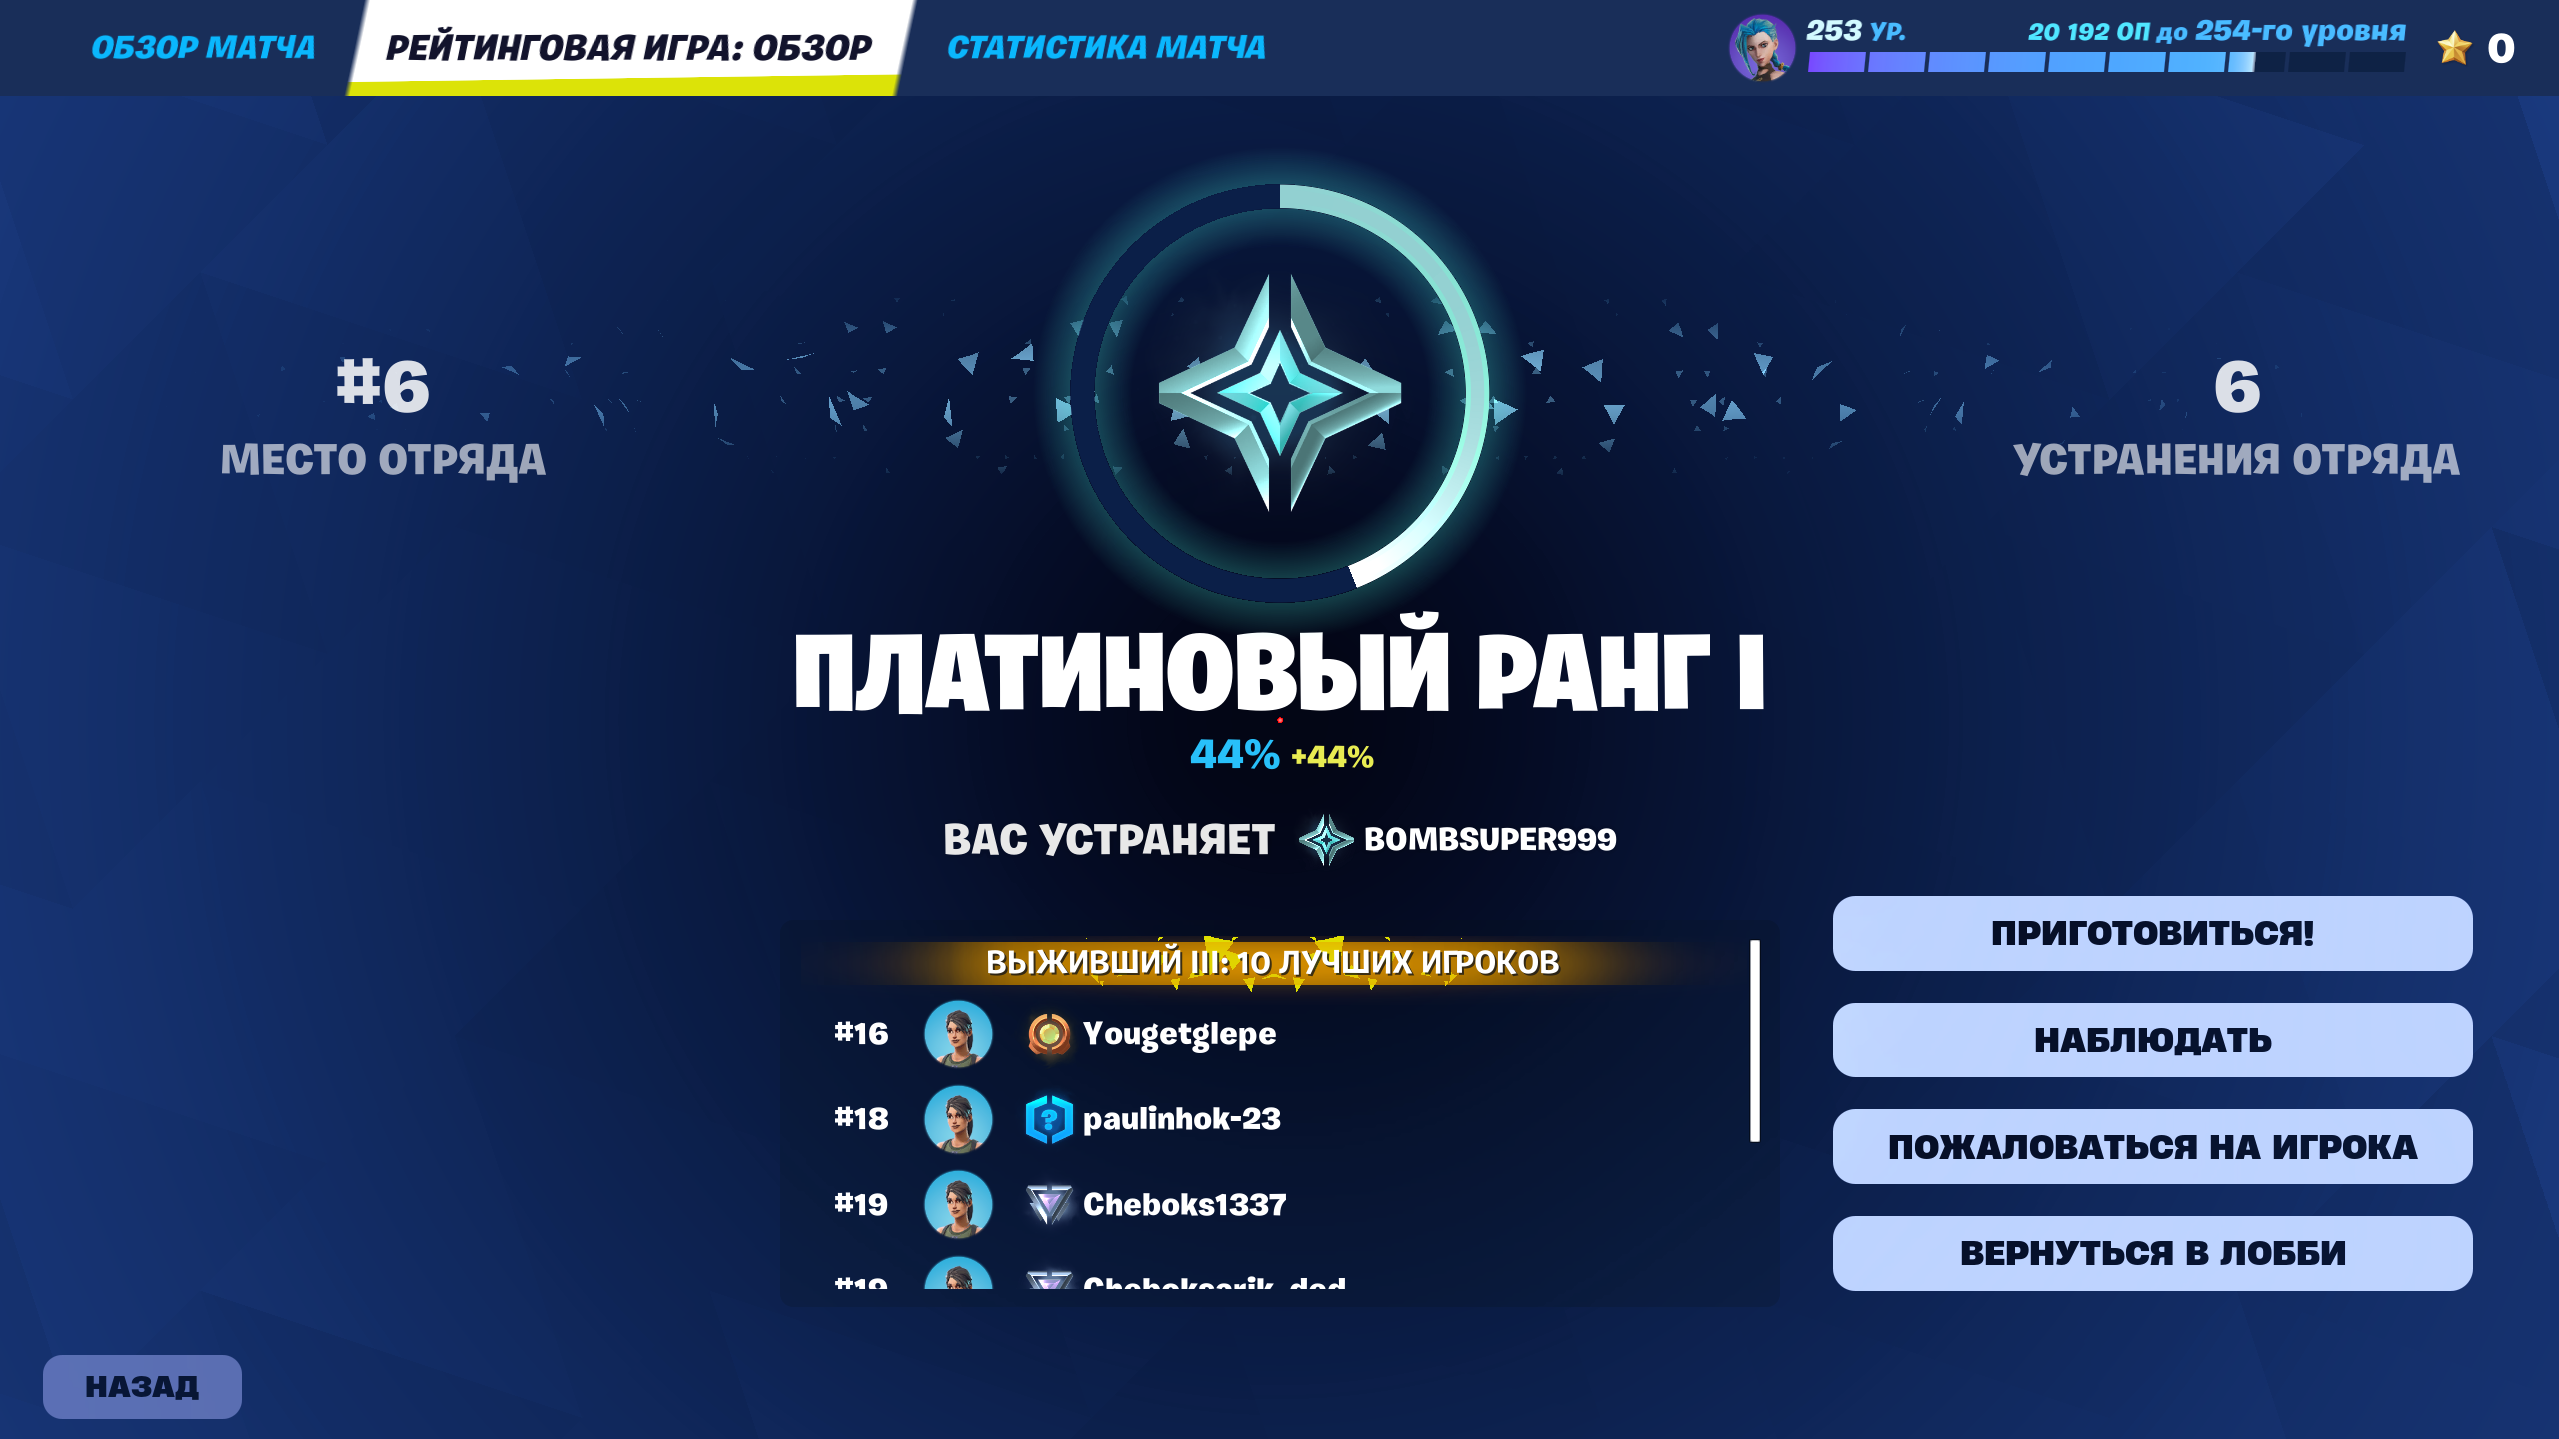 ОБЗОР МАТЧА
РЕЙТИНГОВАЯ ИГРА: ОБЗОР
СТАТИСТИКА МАТЧА
253 УР.
20 192 ОП до 254-го уровня
0
#6
МЕСТО ОТРЯДА
6
УСТРАНЕНИЯ ОТРЯДА
ПЛАТИНОВЫЙ РАНГ I
44% +44%
ВАС УСТРАНЯЕТ BOMBSUPER999
ВЫЖИВШИЙ III: 10 ЛУЧШИХ ИГРОКОВ
#16 Yougetglepe
#18 ? paulinhok-23
#19 Cheboks1337
#19
ПРИГОТОВИТЬСЯ!
НАБЛЮДАТЬ
ПОЖАЛОВАТЬСЯ НА ИГРОКА
ВЕРНУТЬСЯ В ЛОББИ
НАЗАД